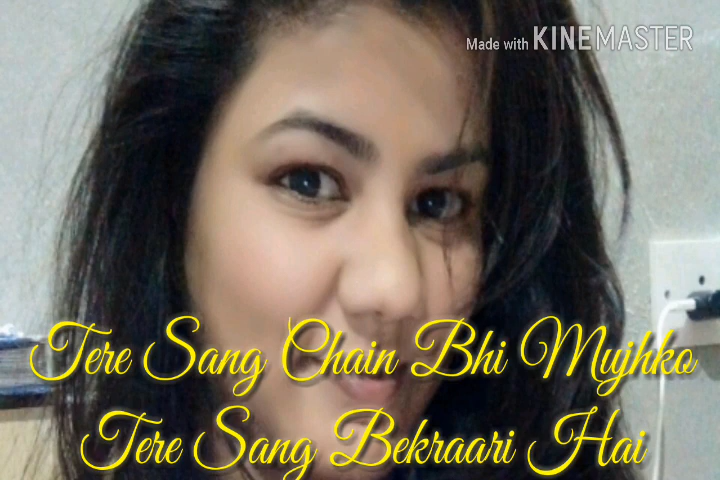 Made with KINEMASTER
Tere Sang Chain Bhi Mujhko
Tere Sang Bekraari Hai